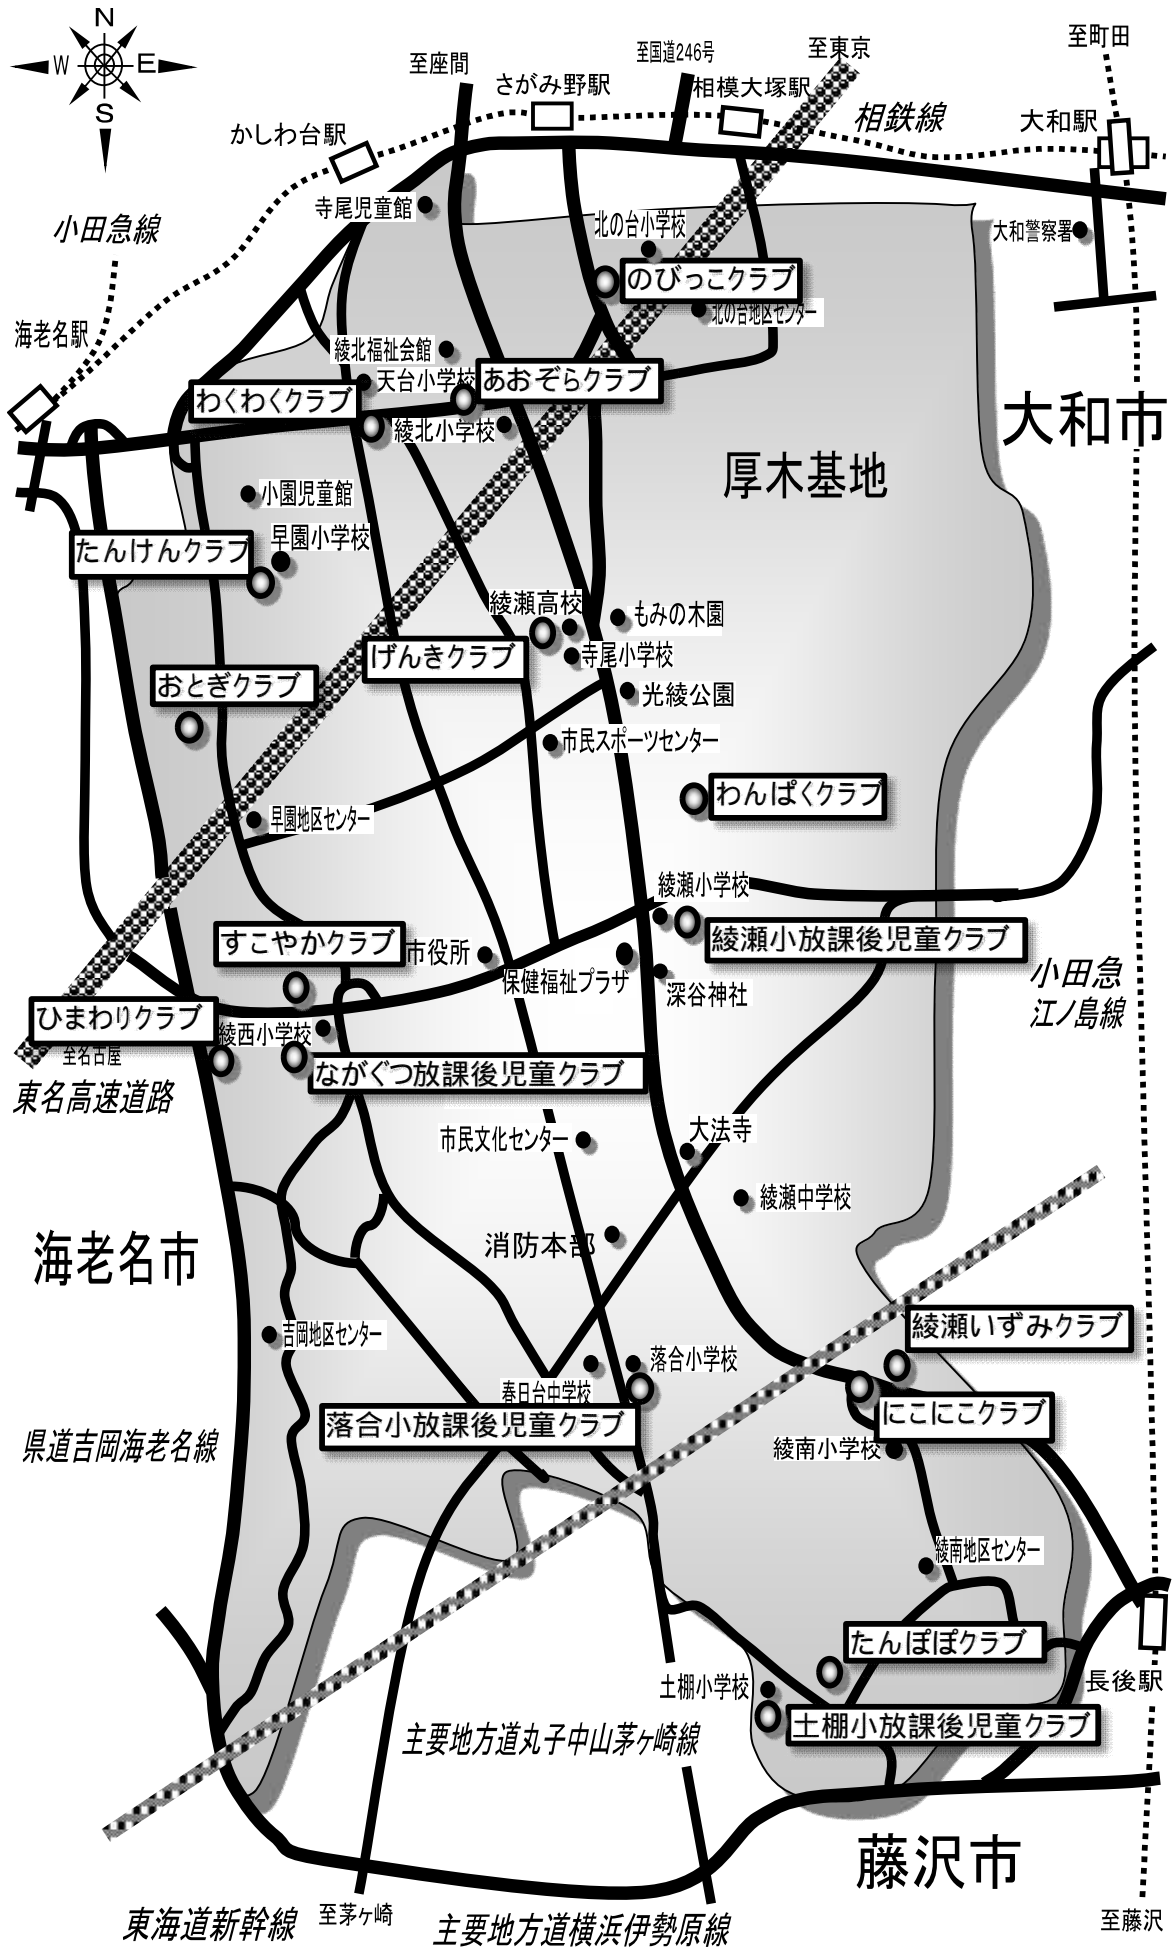 N
W
E
S
至町田
至東京
至国道246号
至座間
さがみ野駅
相模大塚駅
相鉄線
大和駅
かしわ台駅
小田急線
寺尾児童館
北の台小学校
大和警察署
のびっこクラブ
北の台地区センター
海老名駅
綾北福祉会館
天台小学校
あおぞらクラブ
わくわくクラブ
綾北小学校
大和市
厚木基地
小園児童館
早園小学校
たんけんクラブ
綾瀬高校
もみの木園
げんきクラブ
寺尾小学校
おとぎクラブ
光綾公園
市民スポーツセンター
わんぱくクラブ
早園地区センター
綾瀬小学校
すこやかクラブ
市役所
綾瀬小放課後児童クラブ
保健福祉プラザ
深谷神社
小田急
江ノ島線
ひまわりクラブ
綾西小学校
至名古屋
ながぐつ放課後児童クラブ
東名高速道路
市民文化センター
大法寺
綾瀬中学校
海老名市
消防本部
吉岡地区センター
綾瀬いずみクラブ
落合小学校
春日台中学校
にこにこクラブ
落合小放課後児童クラブ
県道吉岡海老名線
綾南小学校
綾南地区センター
たんぽぽクラブ
長後駅
土棚小学校
土棚小放課後児童クラブ
主要地方道丸子中山茅ヶ崎線
藤沢市
東海道新幹線
至茅ヶ崎
主要地方道横浜伊勢原線
至藤沢